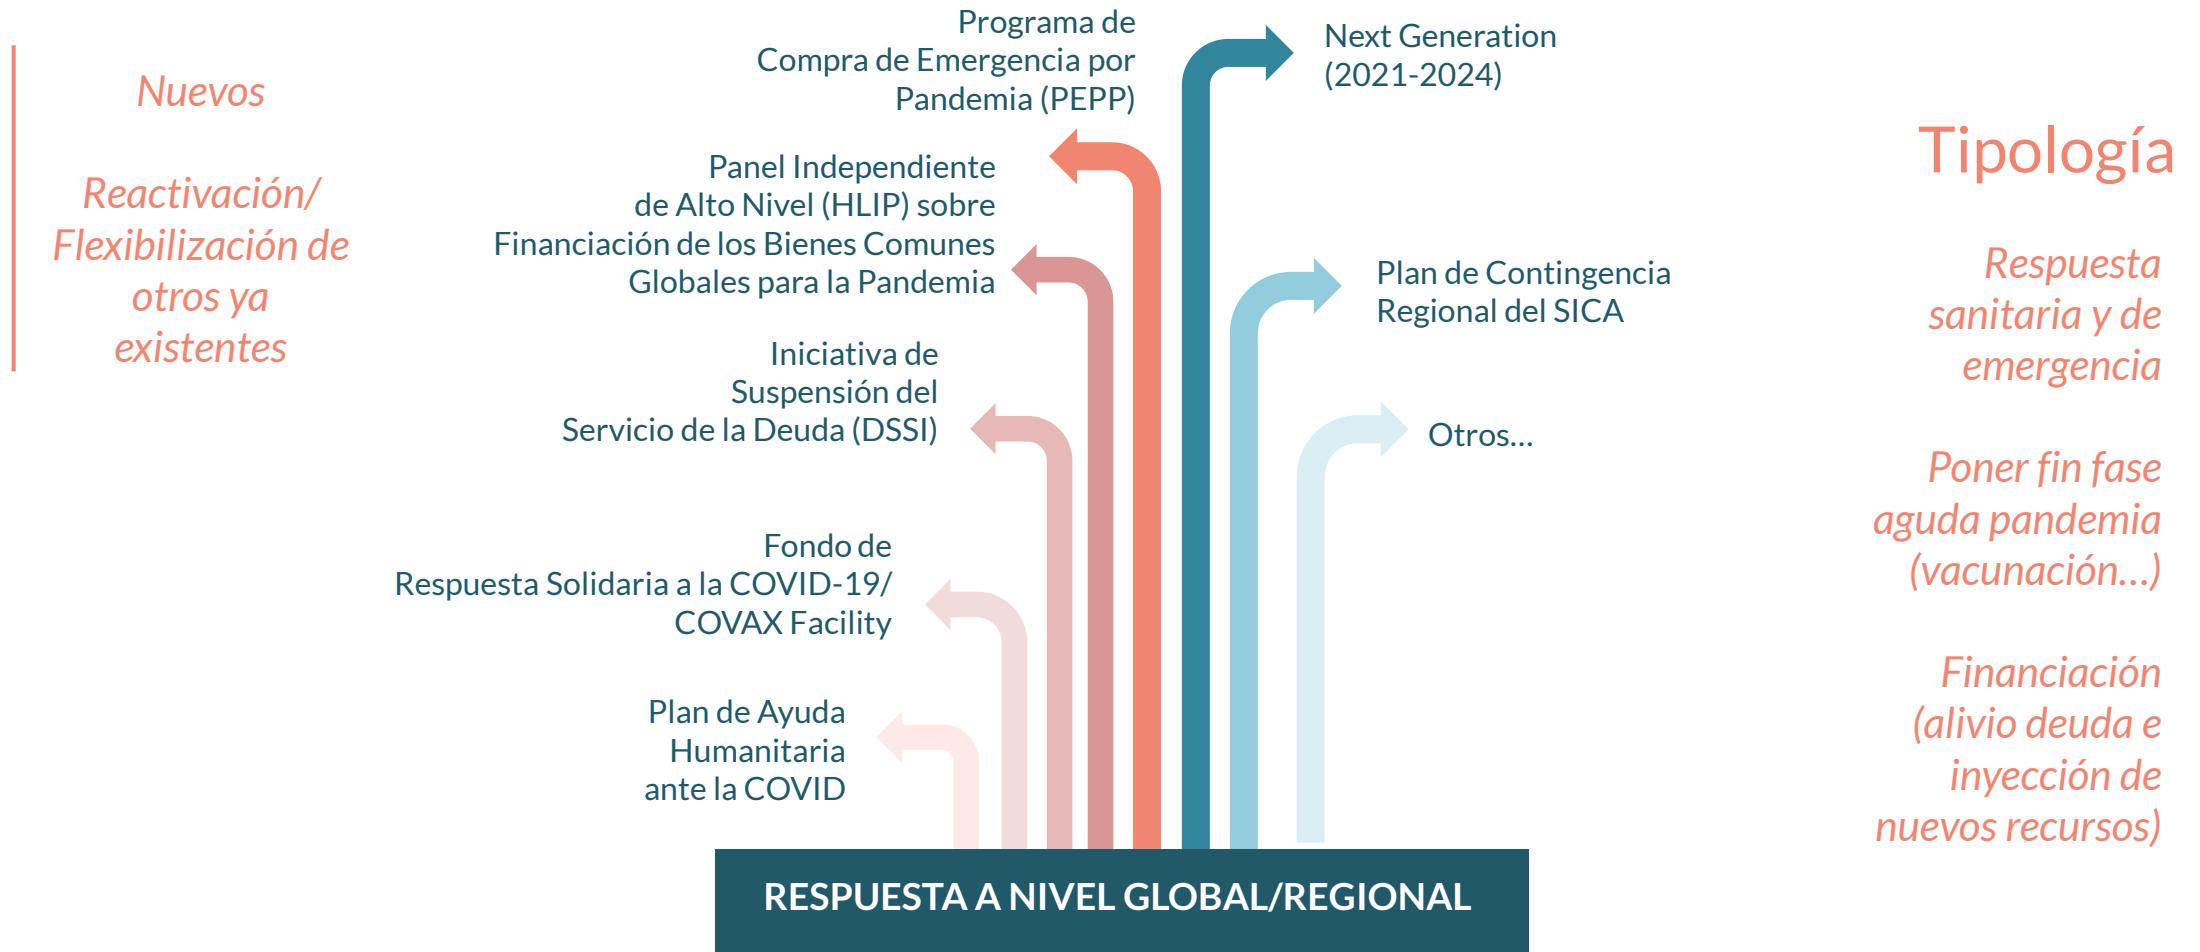 Nuevos
Reactivación/
Flexibilización de
otros ya
existentes
Programa de
Compra de Emergencia por
Pandemia (PEPP)
Panel Independiente
de Alto Nivel (HLIP) sobre
Financiación de los Bienes Comunes
Globales para la Pandemia
Iniciativa de
Suspensión del
Servicio de la Deuda (DSSI)
Fondo de
Respuesta Solidaria a la COVID-19/
COVAX Facility
Plan de Ayuda
Humanitaria
ante la COVID
Next Generation
(2021-2024)
Plan de Contingencia
Regional del SICA
Otros...
RESPUESTA A NIVEL GLOBAL/REGIONAL
Tipología
Respuesta
sanitaria y de
emergencia
Poner fin fase
aguda pandemia
(vacunación...)
Financiación
(alivio deuda e
inyección de
nuevos recursos)